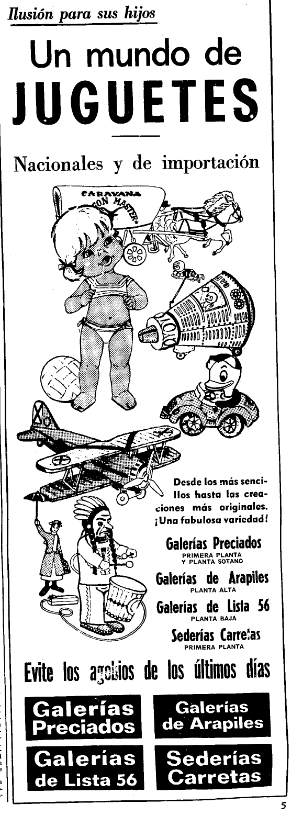 Ilusión para sus hijos
Un mundo de
JUGUETES
Nacionales y de importación
CARAVANA
Desde los más senci-
llos hasta las crea-
ciones más originales.
¡Una fabulosa variedad!
Galerías Preciados
PRIMERA PLANTA
Y PLANTA SOTANO
Galerías de Arapiles
PLANTA ALTA
Galerías de Lista 56
PLANTA BAJA
Sederías Carretas
PRIMERA PLANTA
Evite los agobios de los últimos días
Galerías
Preciados
Galerías
de Arapiles
Galerías
de Lista 56
Sederías
Carretas
5